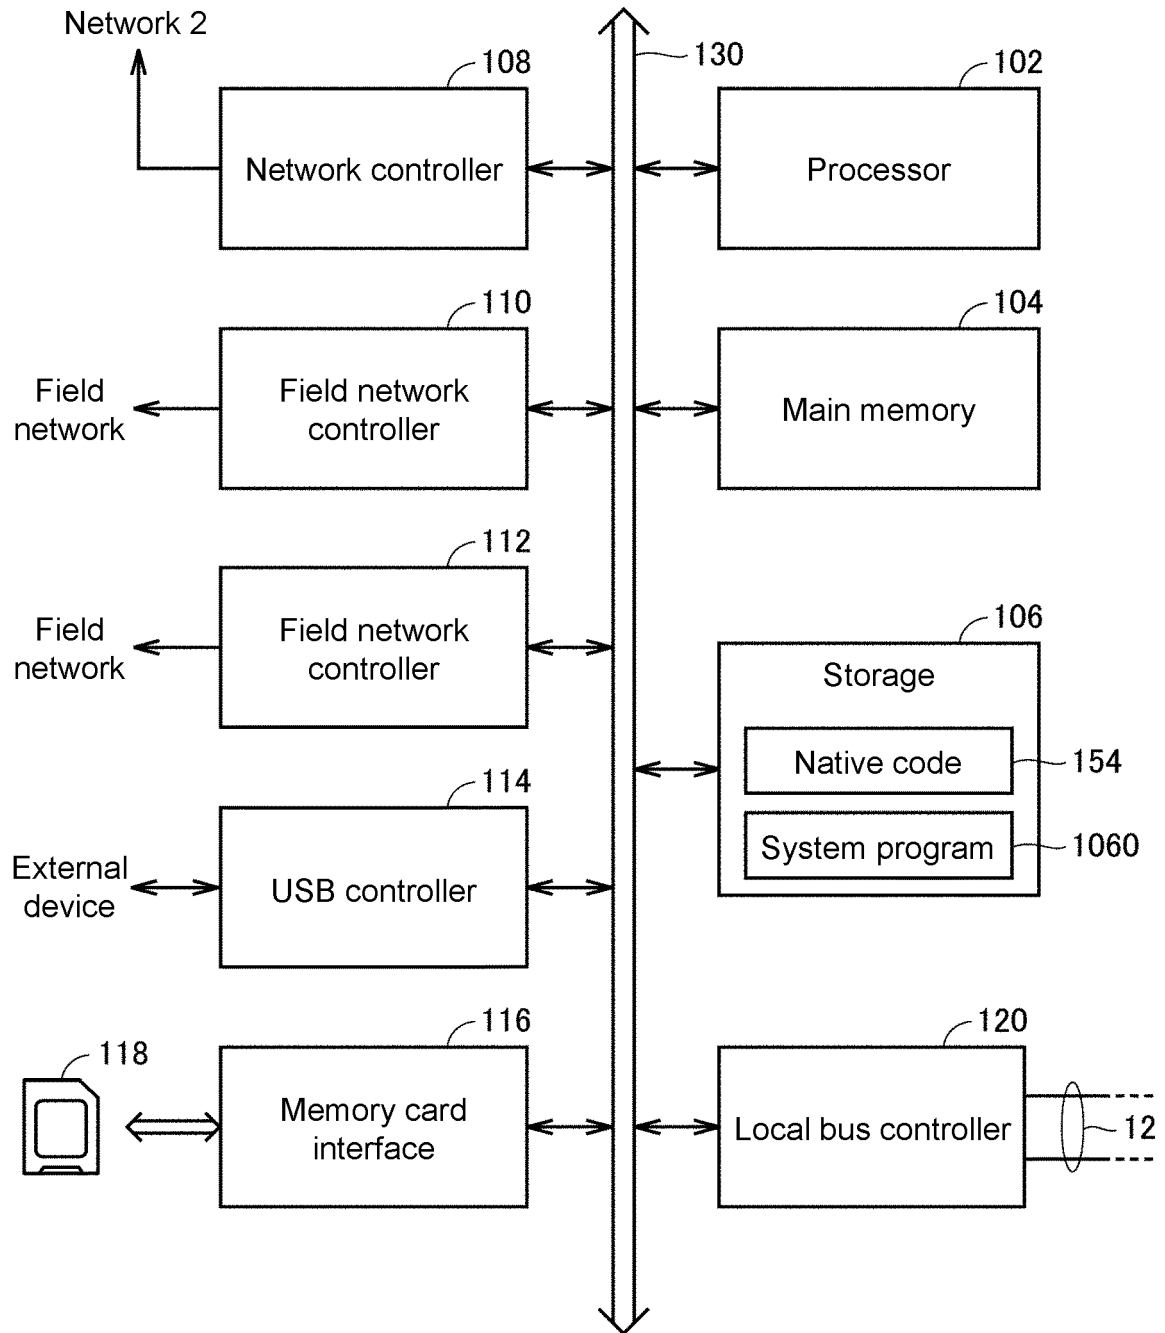 Network 2
108
130
102
Network controller
Processor
110
104
Field
network
Field network
controller
Main memory
112
Field
network
Field network
controller
106
Storage
Native code
154
System program
1060
114
External
device
USB controller
116
120
118
Memory card
interface
Local bus controller
12